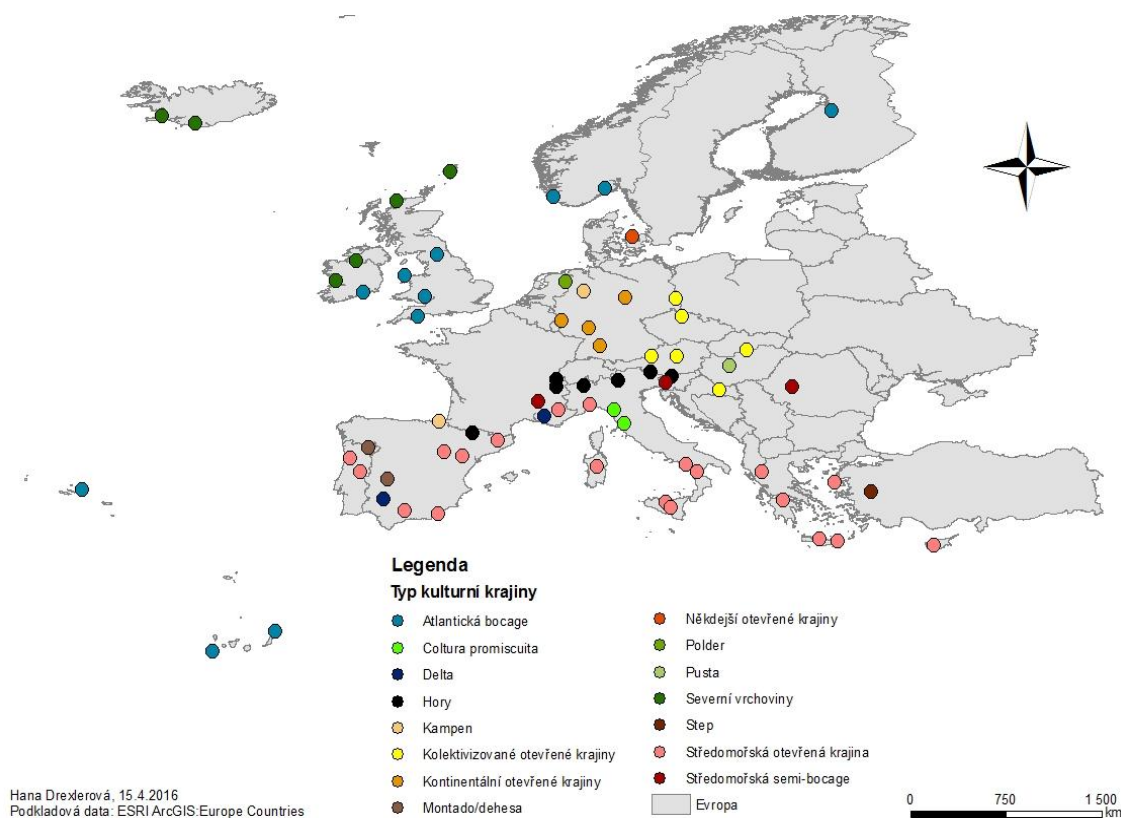 Legenda
Typ kulturní krajiny
Atlantická bocage
Coltura promiscuita
Delta
Hory
Kampen
Kolektivizované otevřené krajiny
Kontinentální otevřené krajiny
Montado/dehesa
Někdejší otevřené krajiny
Polder
Pusta
Severní vrchoviny
Step
Středomořská otevřená krajina
Středomořská semi-bocage
Evropa
Hana Drexlerová, 15.4.2016
Podkladová data: ESRI ArcGIS:Europe Countries
0 750 1 500
km